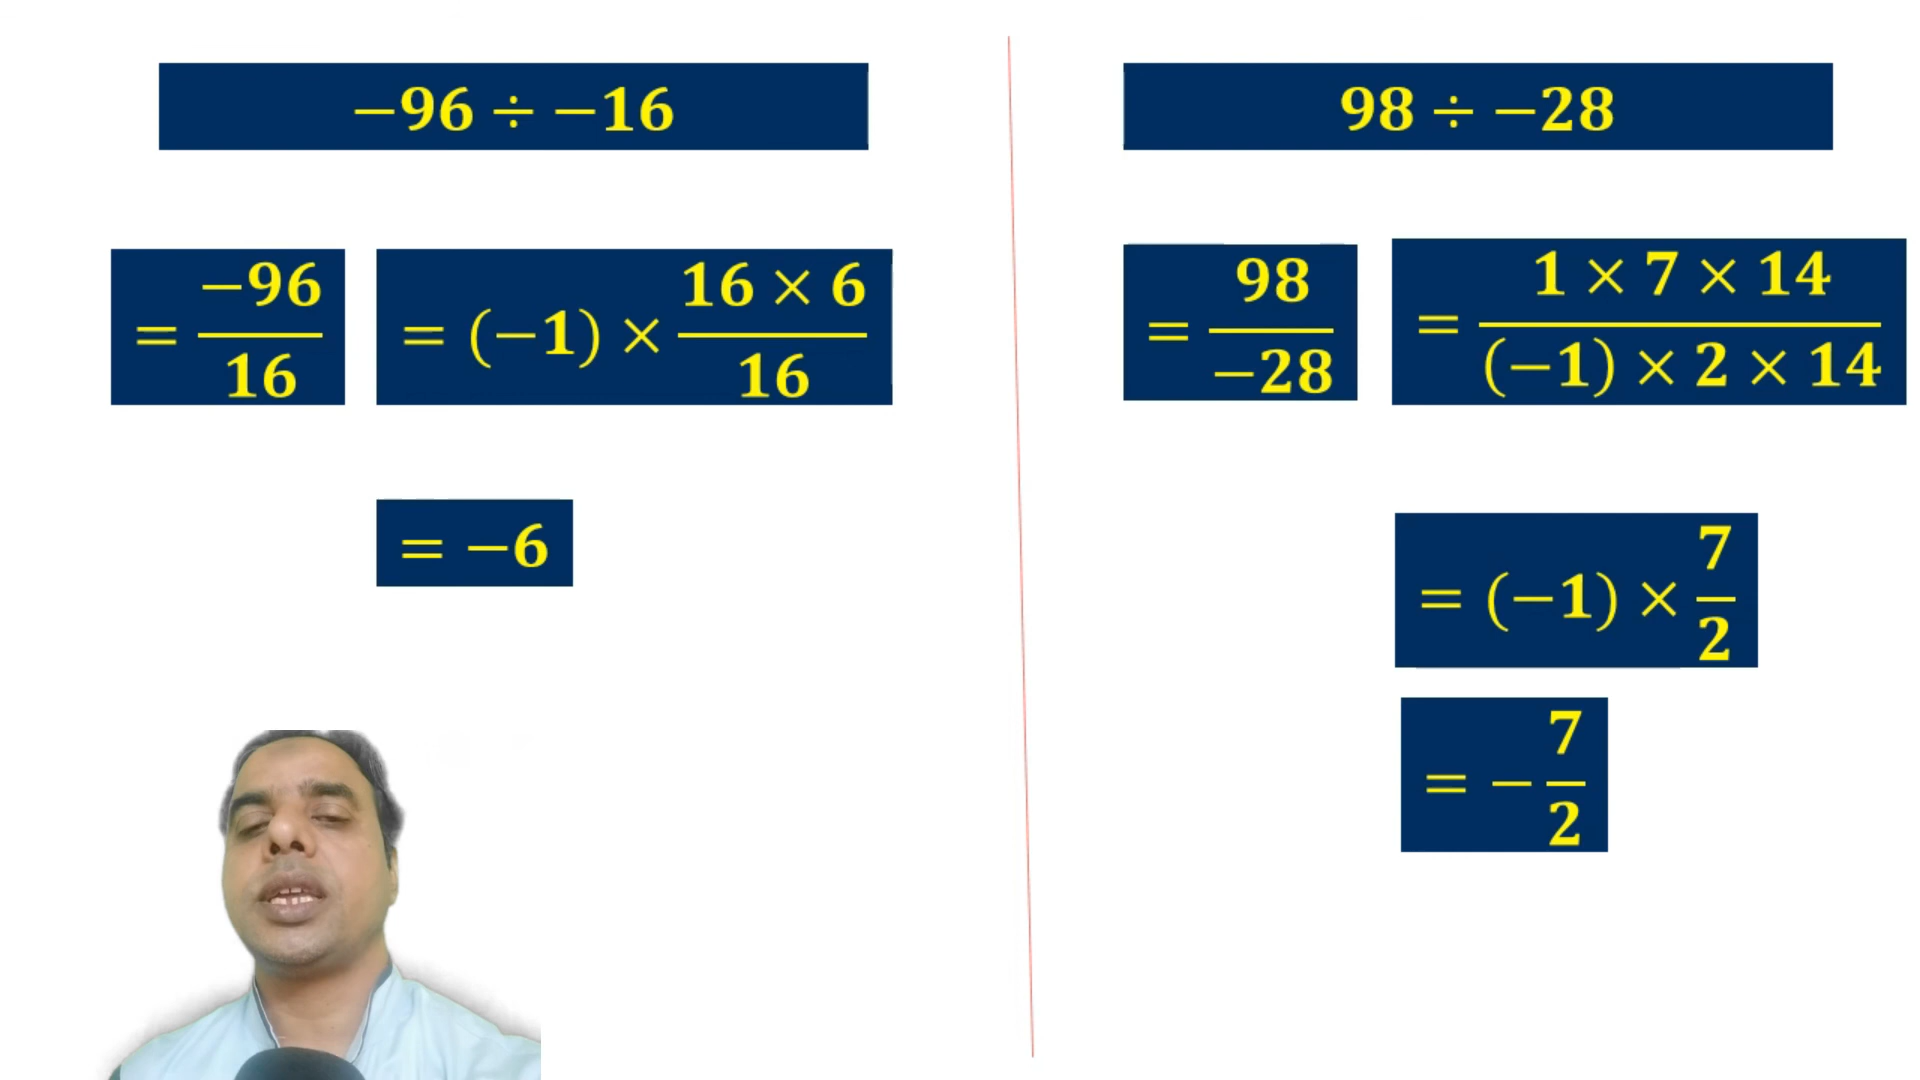 −96 ÷ −16
= −96/16 = (−1) × (16 × 6)/16
= −6
98 ÷ −28
= 98/−28 = (1 × 7 × 14)/((−1) × 2 × 14)
= (−1) × 7/2
= −7/2